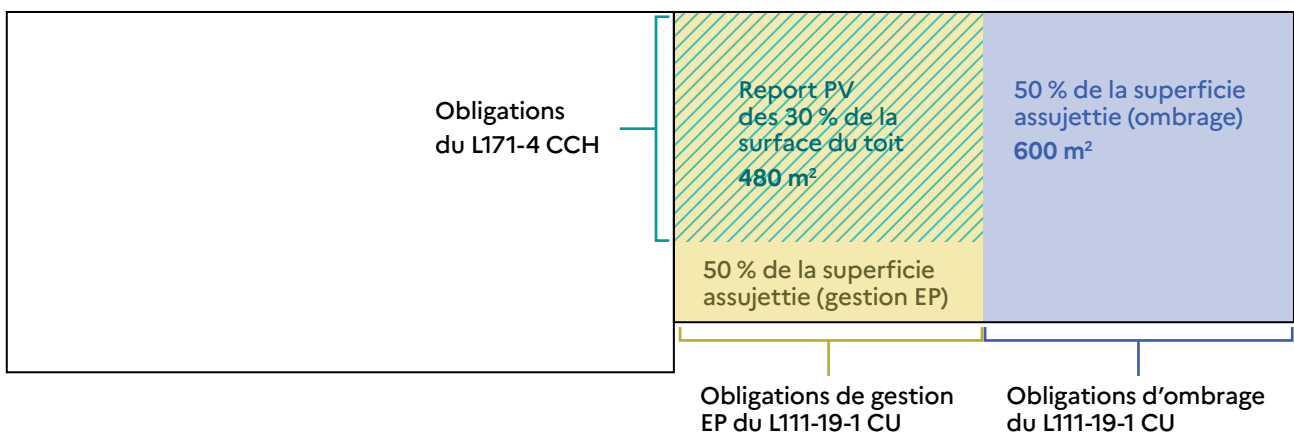 Obligations
du L171-4 CCH
Report PV
des 30 % de la
surface du toit
480 m²
50 % de la superficie
assujettie (ombrage)
600 m²
50 % de la superficie
assujettie (gestion EP)
Obligations de gestion
EP du L111-19-1 CU
Obligations d’ombrage
du L111-19-1 CU